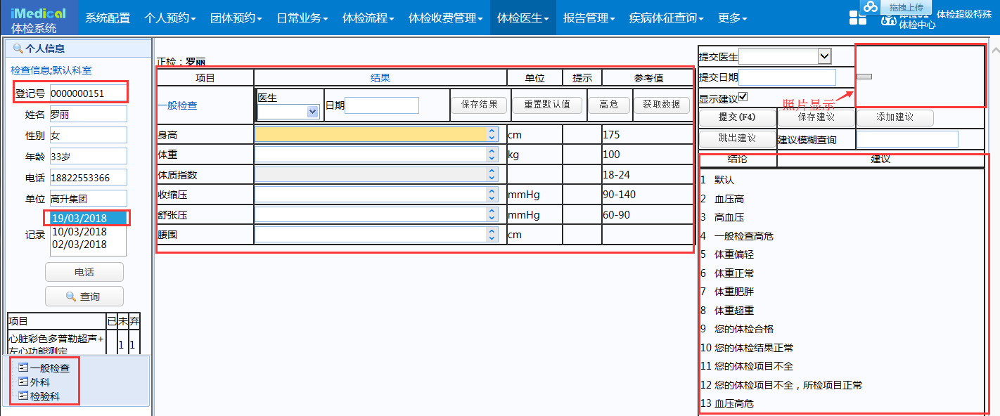 iMedical
体检系统
系统配置 个人预约 团体预约 日常业务 体检流程 体检收费管理 体检医生 报告管理 疾病体征查询 更多
拖拽上传
体检超级特殊
体检中心
个人信息
检查信息;默认科室
登记号 0000000151
姓名 罗丽
性别 女
年龄 33岁
电话 18822553366
单位 高升集团
记录
19/03/2018
10/03/2018
02/03/2018
电话
查询
项目 已 未 弃
心脏彩色多普勒超声+
左心功能测定 1 1
一般检查
外科
检验科
正检：罗丽
项目 结果 单位 提示 参考值
一般检查 医生 日期 保存结果 重置默认值 高危 获取数据
身高 cm 175
体重 kg 100
体质指数 18-24
收缩压 mmHg 90-140
舒张压 mmHg 60-90
腰围 cm
提交医生
提交日期
显示建议
照片显示
提交(F4) 保存建议 添加建议
跳出建议 建议模糊查询
结论 建议
1 默认
2 血压高
3 高血压
4 一般检查高危
5 体重偏轻
6 体重正常
7 体重肥胖
8 体重超重
9 您的体检合格
10 您的体检结果正常
11 您的体检项目不全
12 您的体检项目不全，所检项目正常
13 血压高危